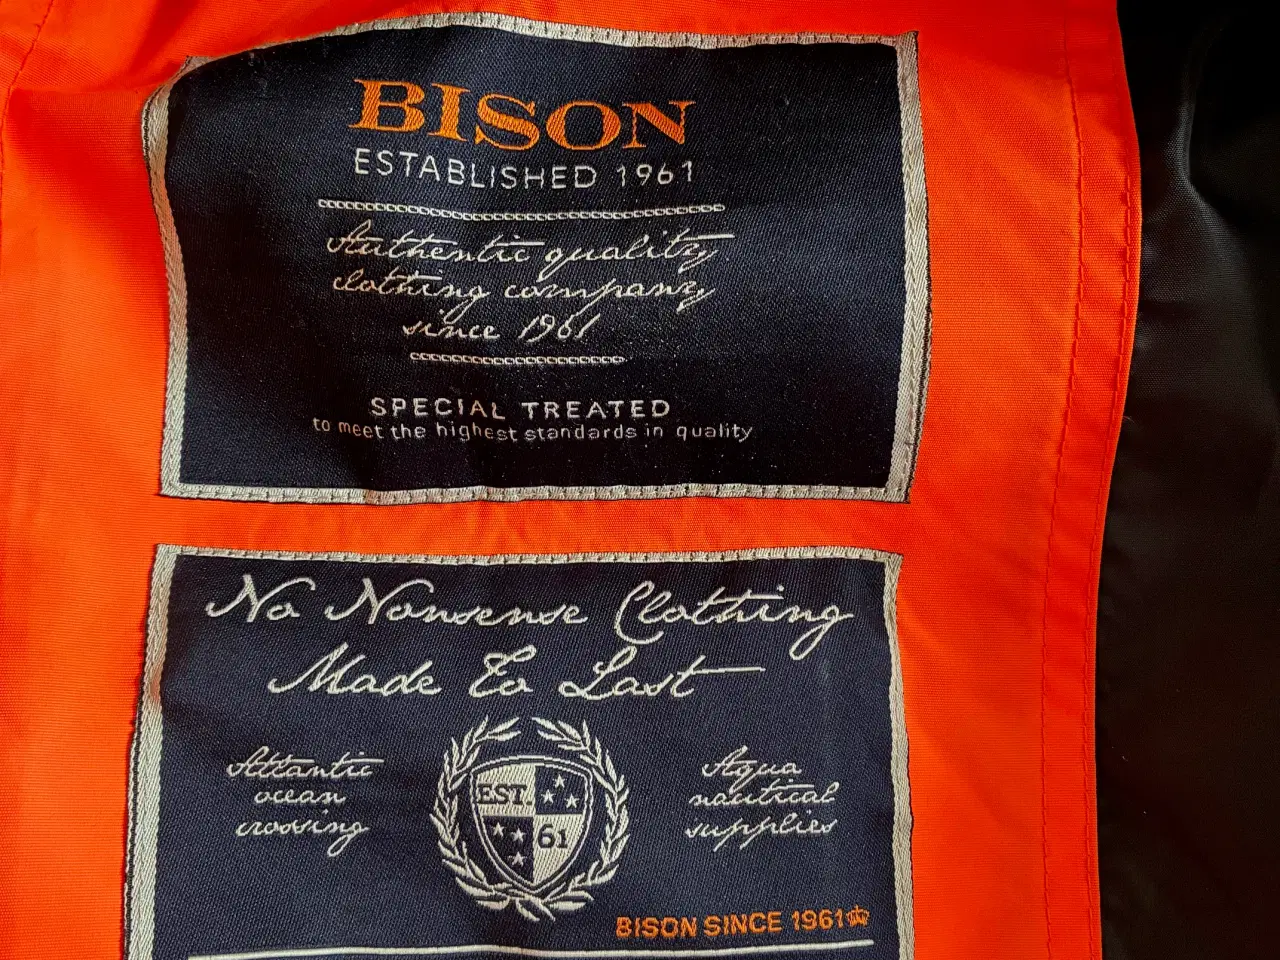 BISON
ESTABLISHED 1961
Authentic quality
clothing company
since 1961
SPECIAL TREATED
to meet the highest standards in quality
No Nonsense Clothing
Made To Last
Atlantic
ocean
crossing
EST.
61
Aqua
nautical
supplies
BISON SINCE 1961